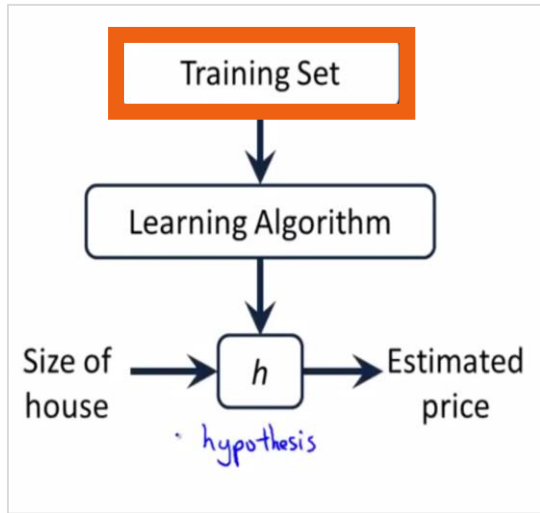 Training Set
Learning Algorithm
Size of
house
h
Estimated
price
hypothesis